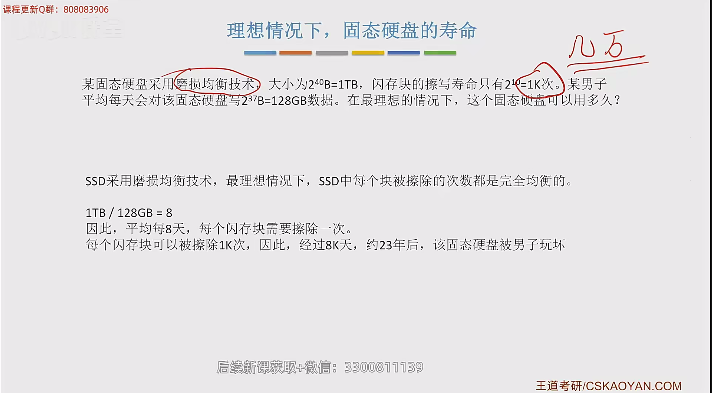 课程更新Q群：808083906
理想情况下，固态硬盘的寿命
几万
某固态硬盘采用磨损均衡技术，大小为2⁴⁰B=1TB，闪存块的擦写寿命只有2¹⁰=1K次。某男子
平均每天会对该固态硬盘写2³⁷B=128GB数据。在最理想的情况下，这个固态硬盘可以用多久？
SSD采用磨损均衡技术，最理想情况下，SSD中每个块被擦除的次数都是完全均衡的。
1TB / 128GB = 8
因此，平均每8天，每个闪存块需要擦除一次。
每个闪存块可以被擦除1K次，因此，经过8K天，约23年后，该固态硬盘被男子玩坏
后续新课获取+微信：3300811139
王道考研/CSKAOYAN.COM